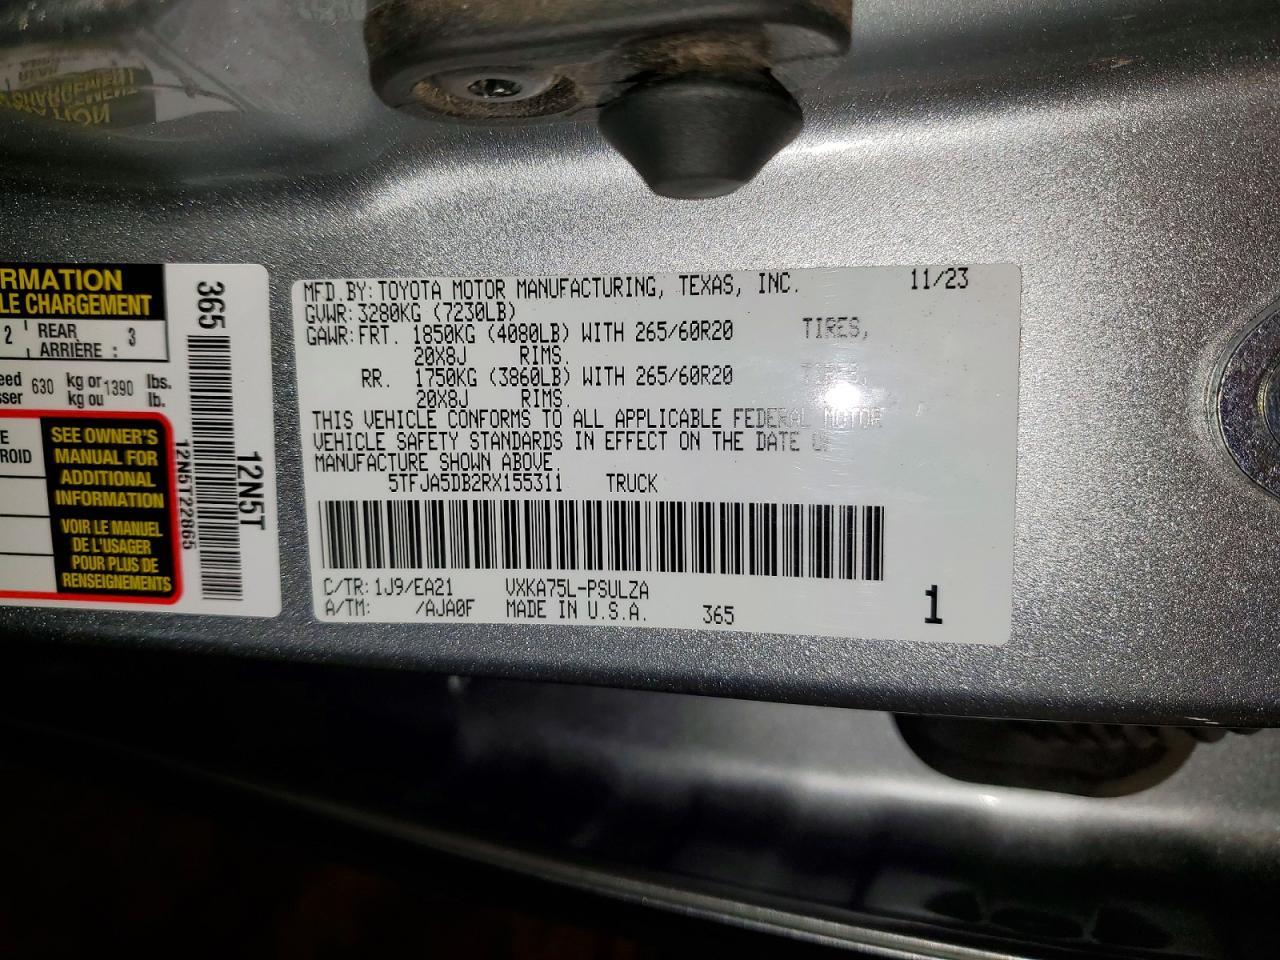 RMATION
LE CHARGEMENT
2 REAR
ARRIÈRE : 3
eed 630 kg or 1390 lbs.
sser kg ou lb.
E
ROID
SEE OWNER'S
MANUAL FOR
ADDITIONAL
INFORMATION
VOIR LE MANUEL
DE L'USAGER
POUR PLUS DE
RENSEIGNEMENTS
365
12N5T
12N5T22865
MFD.BY:TOYOTA MOTOR MANUFACTURING, TEXAS, INC. 11/23
GVWR:3280KG (7230LB)
GAWR:FRT. 1850KG (4080LB) WITH 265/60R20 TIRES,
20X8J RIMS.
RR. 1750KG (3860LB) WITH 265/60R20 TIRES,
20X8J RIMS.
THIS VEHICLE CONFORMS TO ALL APPLICABLE FEDERAL MOTOR
VEHICLE SAFETY STANDARDS IN EFFECT ON THE DATE OF
MANUFACTURE SHOWN ABOVE.
5TFJA5DB2RX155311 TRUCK
C/TR:1J9/EA21 VXKA75L-PSULZA
A/TM: /AJA0F MADE IN U.S.A. 365 1